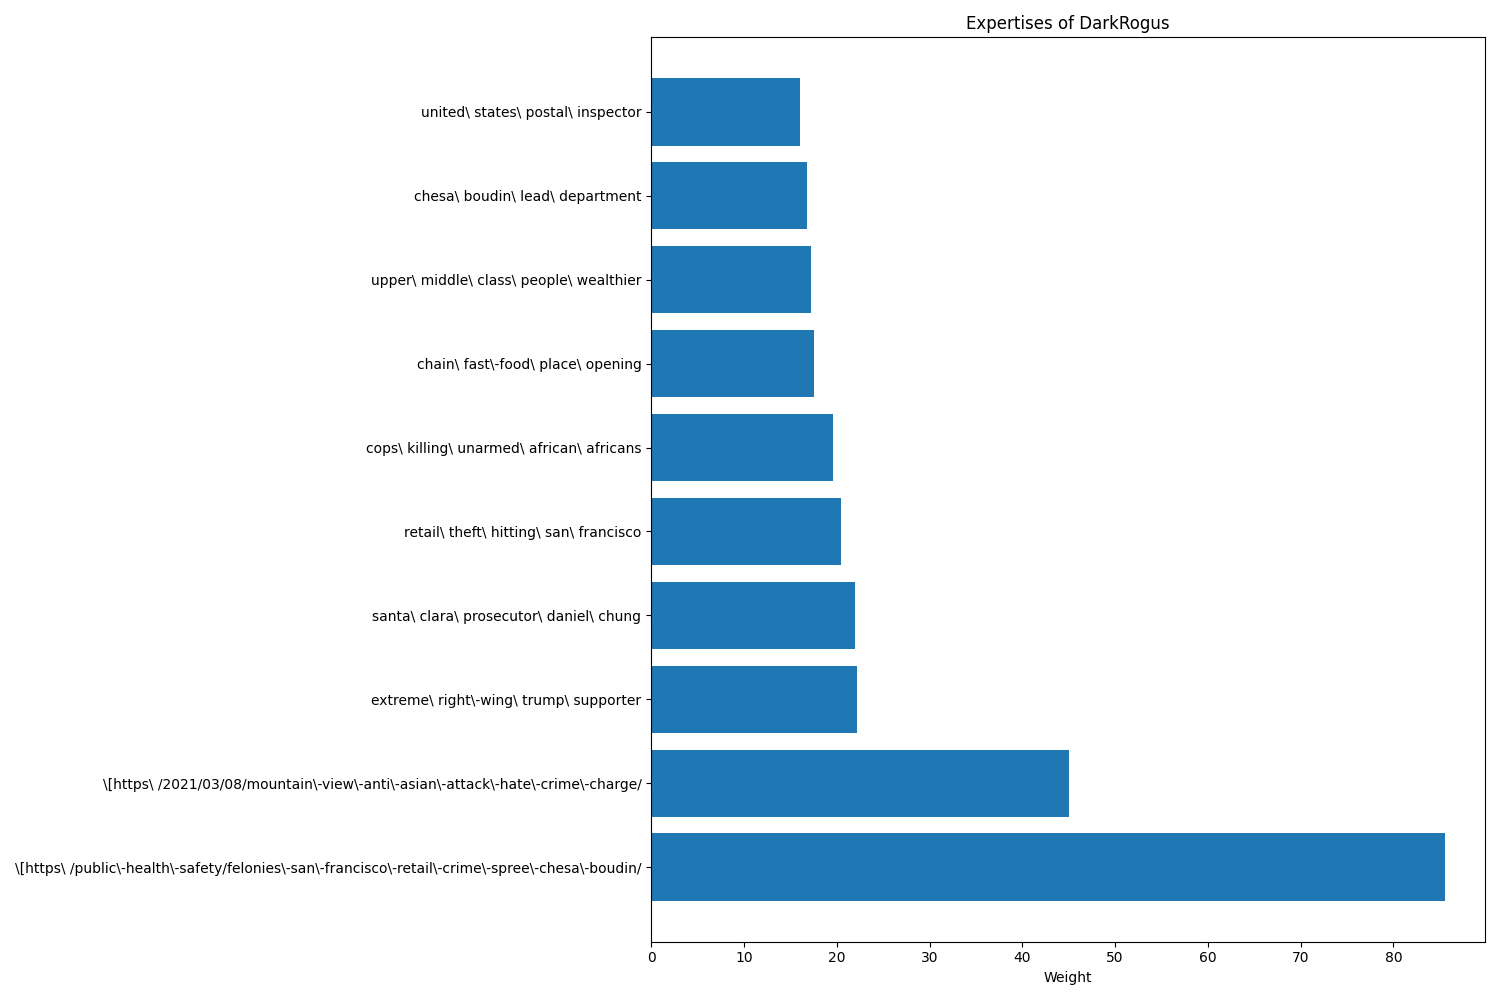 Expertises of DarkRogus
united\ states\ postal\ inspector
chesa\ boudin\ lead\ department
upper\ middle\ class\ people\ wealthier
chain\ fast\-food\ place\ opening
cops\ killing\ unarmed\ african\ africans
retail\ theft\ hitting\ san\ francisco
santa\ clara\ prosecutor\ daniel\ chung
extreme\ right\-wing\ trump\ supporter
\[https\ /2021/03/08/mountain\-view\-anti\-asian\-attack\-hate\-crime\-charge/
\[https\ /public\-health\-safety/felonies\-san\-francisco\-retail\-crime\-spree\-chesa\-boudin/
0 10 20 30 40 50 60 70 80
Weight